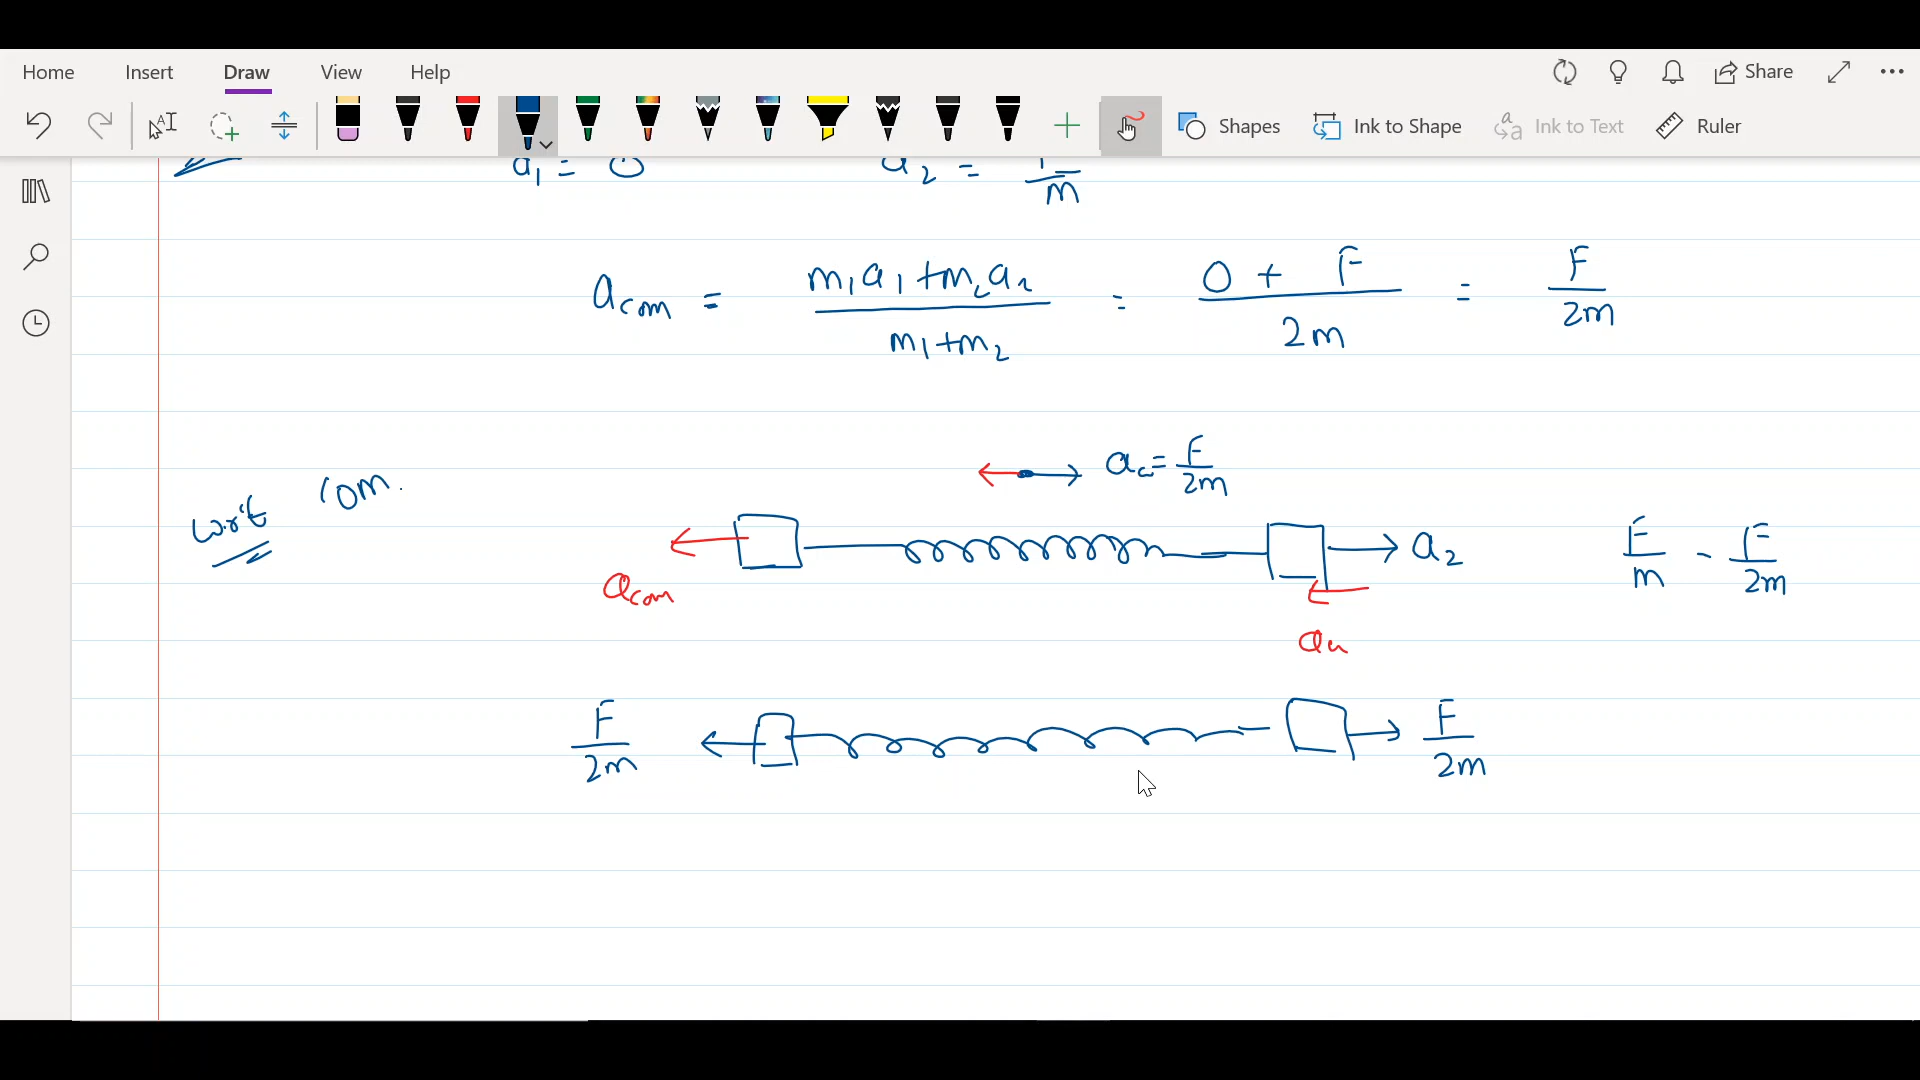 Home Insert Draw View Help Share
Shapes Ink to Shape Ink to Text Ruler
a₁ = 0 a₂ = F/m
a_com = (m₁a₁+m₂a₂)/(m₁+m₂) = (0 + F)/2m = F/2m
a_c = F/2m
wrt com.
a₂ F/m - F/2m
a_com
F/2m F/2m